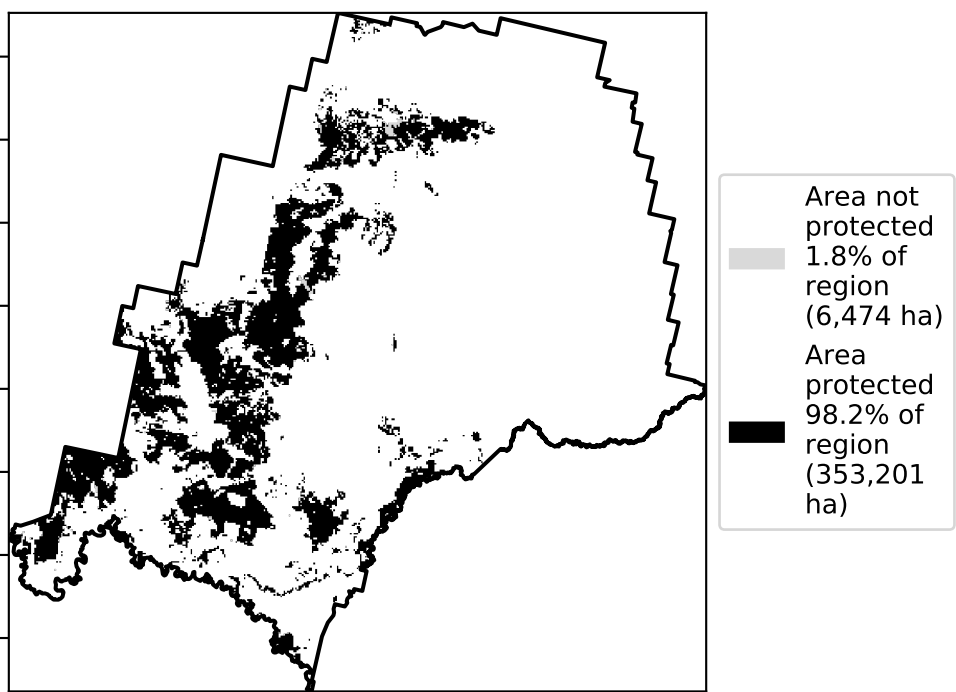 Area not
protected
1.8% of
region
(6,474 ha)
Area
protected
98.2% of
region
(353,201
ha)